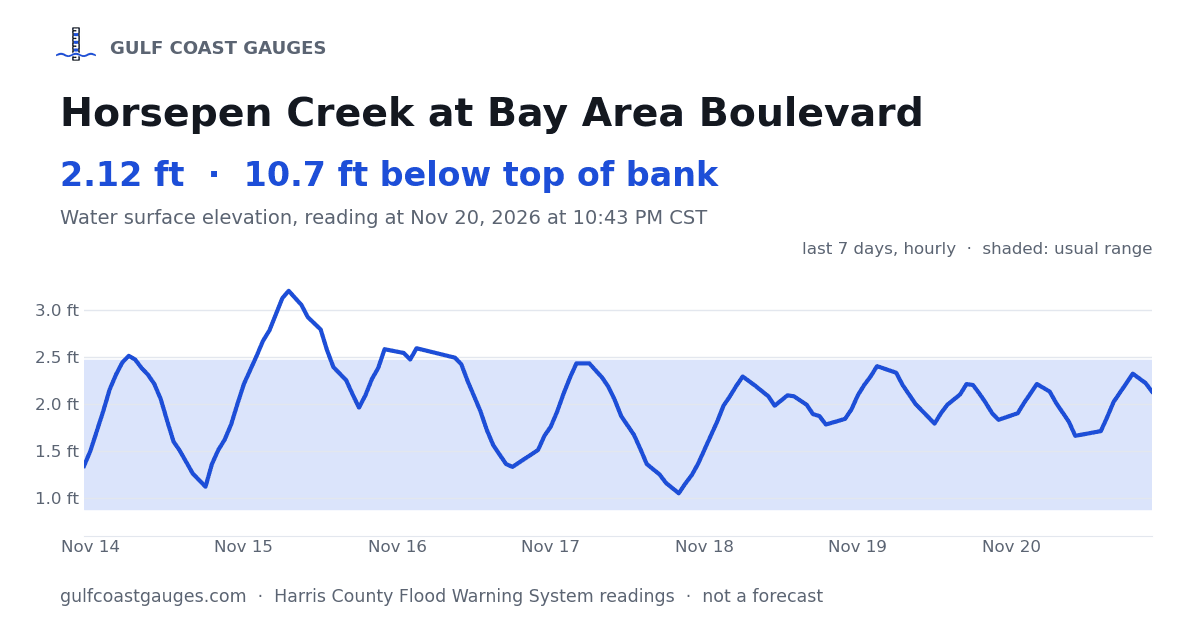 GULF COAST GAUGES
Horsepen Creek at Bay Area Boulevard
2.12 ft · 10.7 ft below top of bank
Water surface elevation, reading at Nov 20, 2026 at 10:43 PM CST
last 7 days, hourly · shaded: usual range
3.0 ft
2.5 ft
2.0 ft
1.5 ft
1.0 ft
Nov 14 Nov 15 Nov 16 Nov 17 Nov 18 Nov 19 Nov 20
gulfcoastgauges.com · Harris County Flood Warning System readings · not a forecast